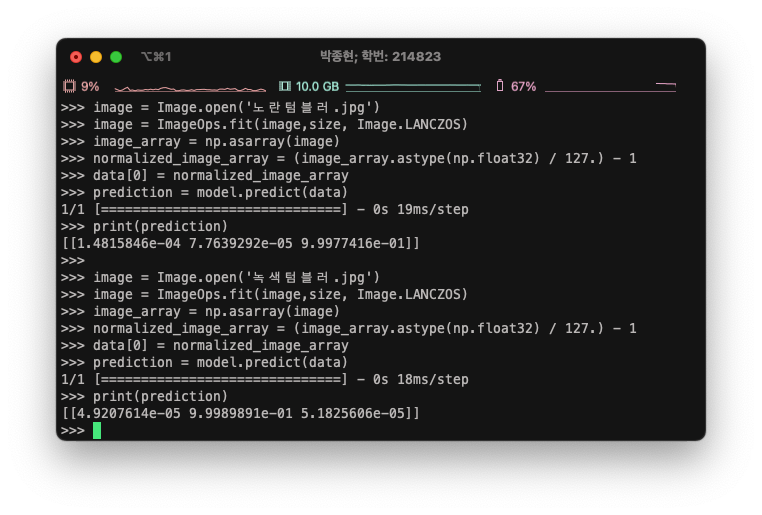 ⌥⌘1 박종현; 학번: 214823
9% 10.0 GB 67%
>>> image = Image.open('노란텀블러.jpg')
>>> image = ImageOps.fit(image,size, Image.LANCZOS)
>>> image_array = np.asarray(image)
>>> normalized_image_array = (image_array.astype(np.float32) / 127.) - 1
>>> data[0] = normalized_image_array
>>> prediction = model.predict(data)
1/1 [==============================] - 0s 19ms/step
>>> print(prediction)
[[1.4815846e-04 7.7639292e-05 9.9977416e-01]]
>>>
>>> image = Image.open('녹색텀블러.jpg')
>>> image = ImageOps.fit(image,size, Image.LANCZOS)
>>> image_array = np.asarray(image)
>>> normalized_image_array = (image_array.astype(np.float32) / 127.) - 1
>>> data[0] = normalized_image_array
>>> prediction = model.predict(data)
1/1 [==============================] - 0s 18ms/step
>>> print(prediction)
[[4.9207614e-05 9.9989891e-01 5.1825606e-05]]
>>>